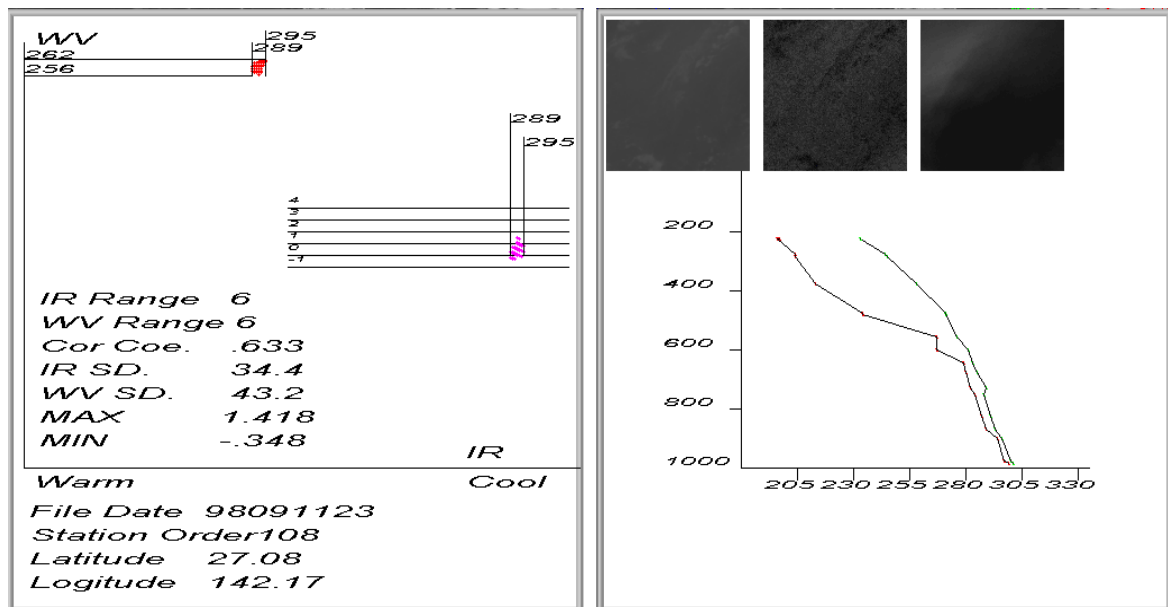 WV
295
289
262
256
289
295
4
3
2
1
0
-1
IR Range 6
WV Range 6
Cor Coe. .633
IR SD. 34.4
WV SD. 43.2
MAX 1.418
MIN -.348
IR
Warm Cool
File Date 98091123
Station Order108
Latitude 27.08
Logitude 142.17
200
400
600
800
1000
205 230 255 280 305 330